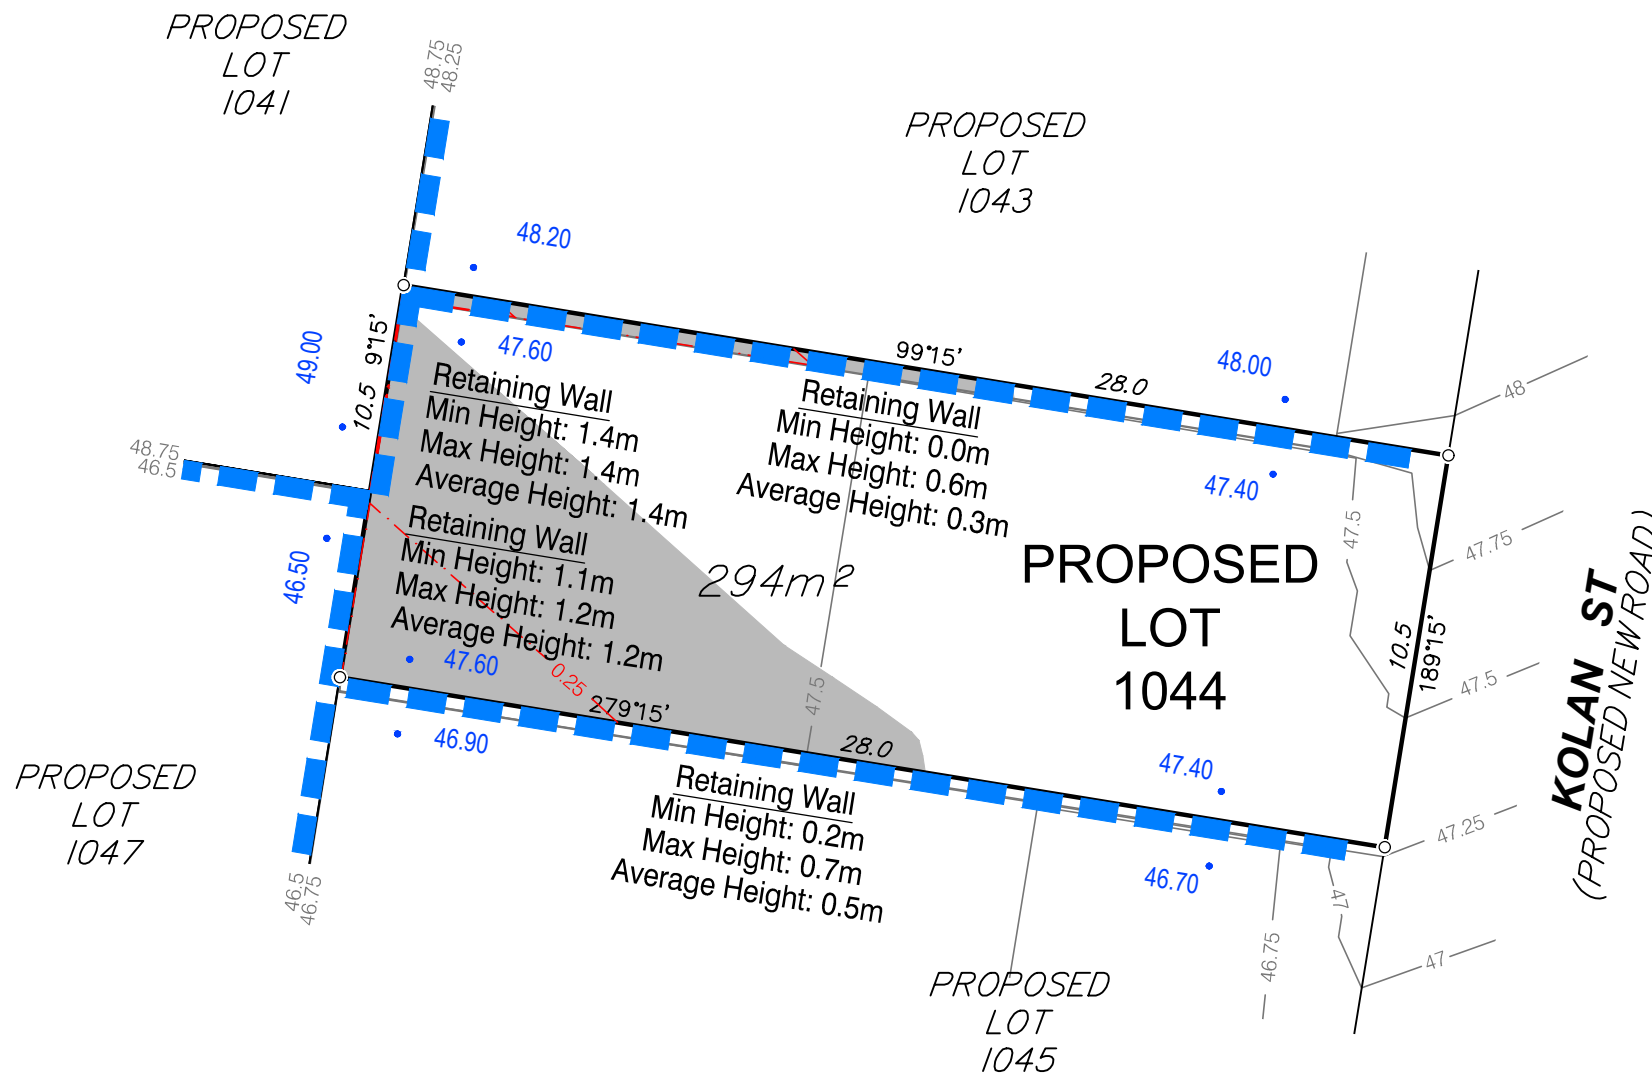 PROPOSED
LOT
1041
48.75
48.25
PROPOSED
LOT
1043
48.20
49.00
10.5
9°15'
47.60
99°15'
28.0
48.00
48
Retaining Wall
Min Height: 1.4m
Max Height: 1.4m
Average Height: 1.4m
Retaining Wall
Min Height: 0.0m
Max Height: 0.6m
Average Height: 0.3m
48.75
46.5
47.40
47.5
47.75
46.50
Retaining Wall
Min Height: 1.1m
Max Height: 1.2m
Average Height: 1.2m
294m²
PROPOSED
LOT
1044
10.5
189°15'
KOLAN ST
(PROPOSED NEW ROAD)
47.60
0.25
279°15'
47.5
28.0
47.5
46.90
47.40
47.25
PROPOSED
LOT
1047
Retaining Wall
Min Height: 0.2m
Max Height: 0.7m
Average Height: 0.5m
46.70
46.5
46.75
47
46.75
47
PROPOSED
LOT
1045